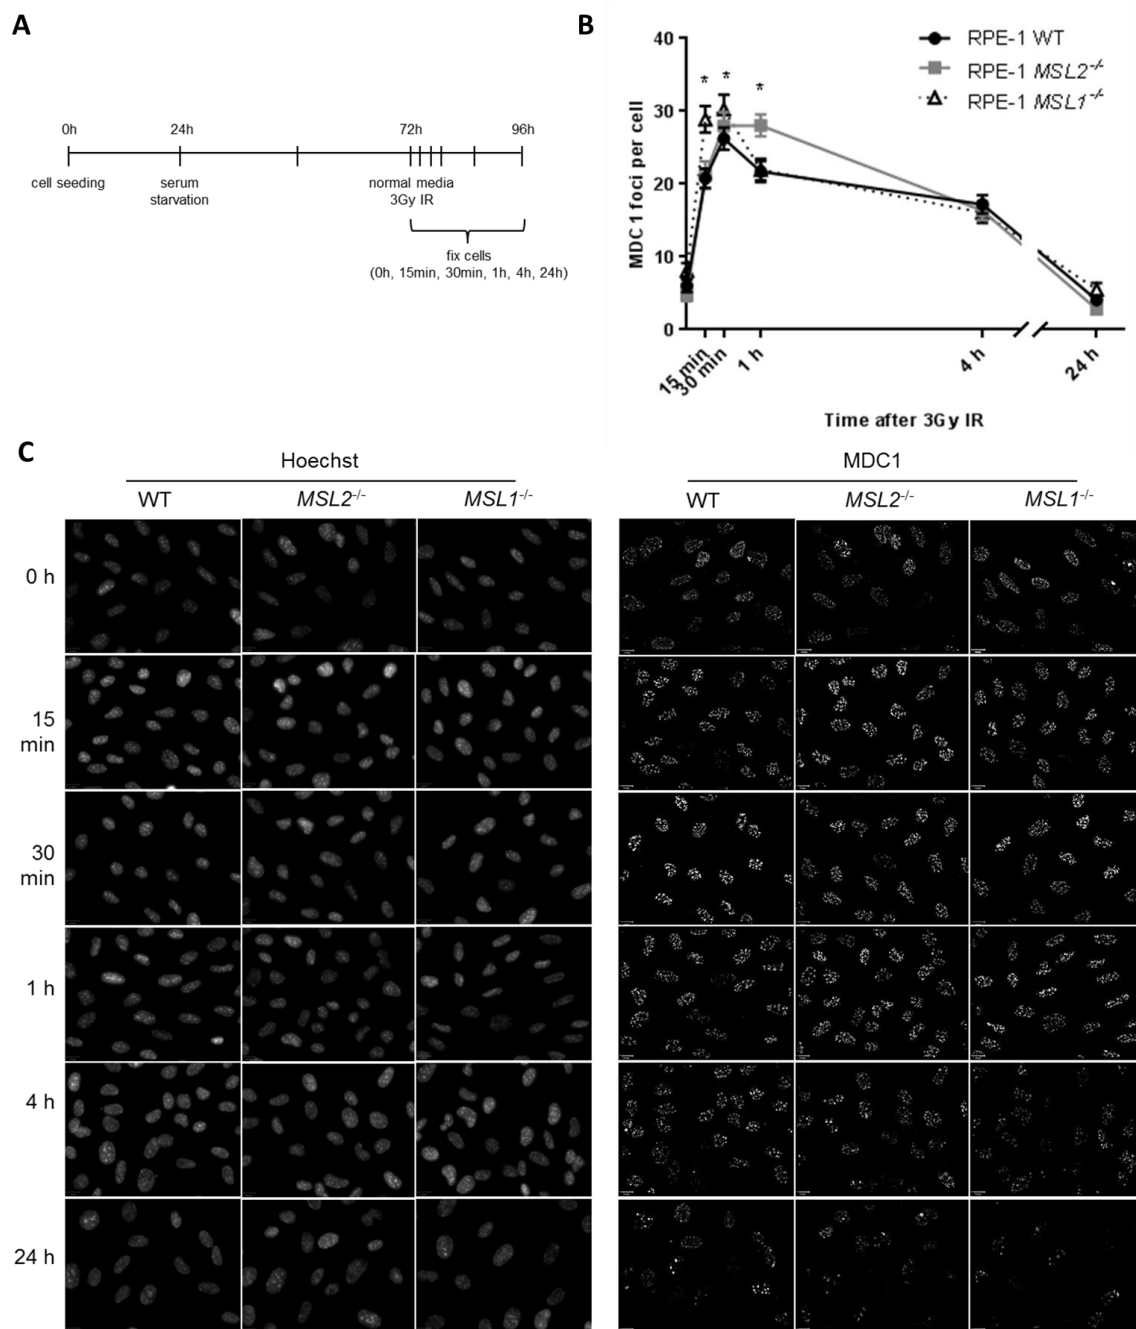 A
0h 24h 72h 96h
cell seeding serum normal media
starvation 3Gy IR
fix cells
(0h, 15min, 30min, 1h, 4h, 24h)
B
RPE-1 WT
RPE-1 MSL2-/-
RPE-1 MSL1-/-
40
30
20
10
0
MDC1 foci per cell
* * *
15 min 30 min 1 h 4 h 24 h
Time after 3Gy IR
C
Hoechst MDC1
WT MSL2-/- MSL1-/- WT MSL2-/- MSL1-/-
0 h
15
min
30
min
1 h
4 h
24 h